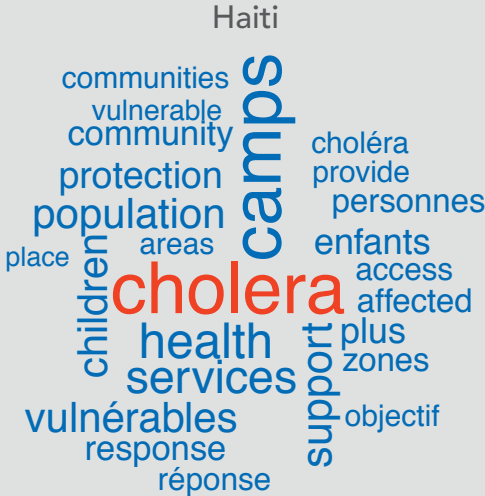 Haiti
communities
camps
vulnerable
community
choléra
protection
provide
personnes
population
enfants
place
children
areas
access
cholera
affected
health
support
plus
zones
services
vulnérables
objectif
response
réponse